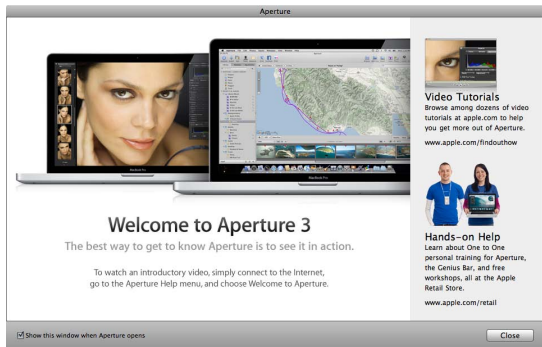 Aperture
MacBook Pro
MacBook Pro
Welcome to Aperture 3
The best way to get to know Aperture is to see it in action.
To watch an introductory video, simply connect to the Internet,
go to the Aperture Help menu, and choose Welcome to Aperture.
Video Tutorials
Browse among dozens of video
tutorials at apple.com to help
you get more out of Aperture.
www.apple.com/findouthow
Hands-on Help
Learn about One to One
personal training for Aperture,
the Genius Bar, and free
workshops, all at the Apple
Retail Store.
www.apple.com/retail
Show this window when Aperture opens
Close